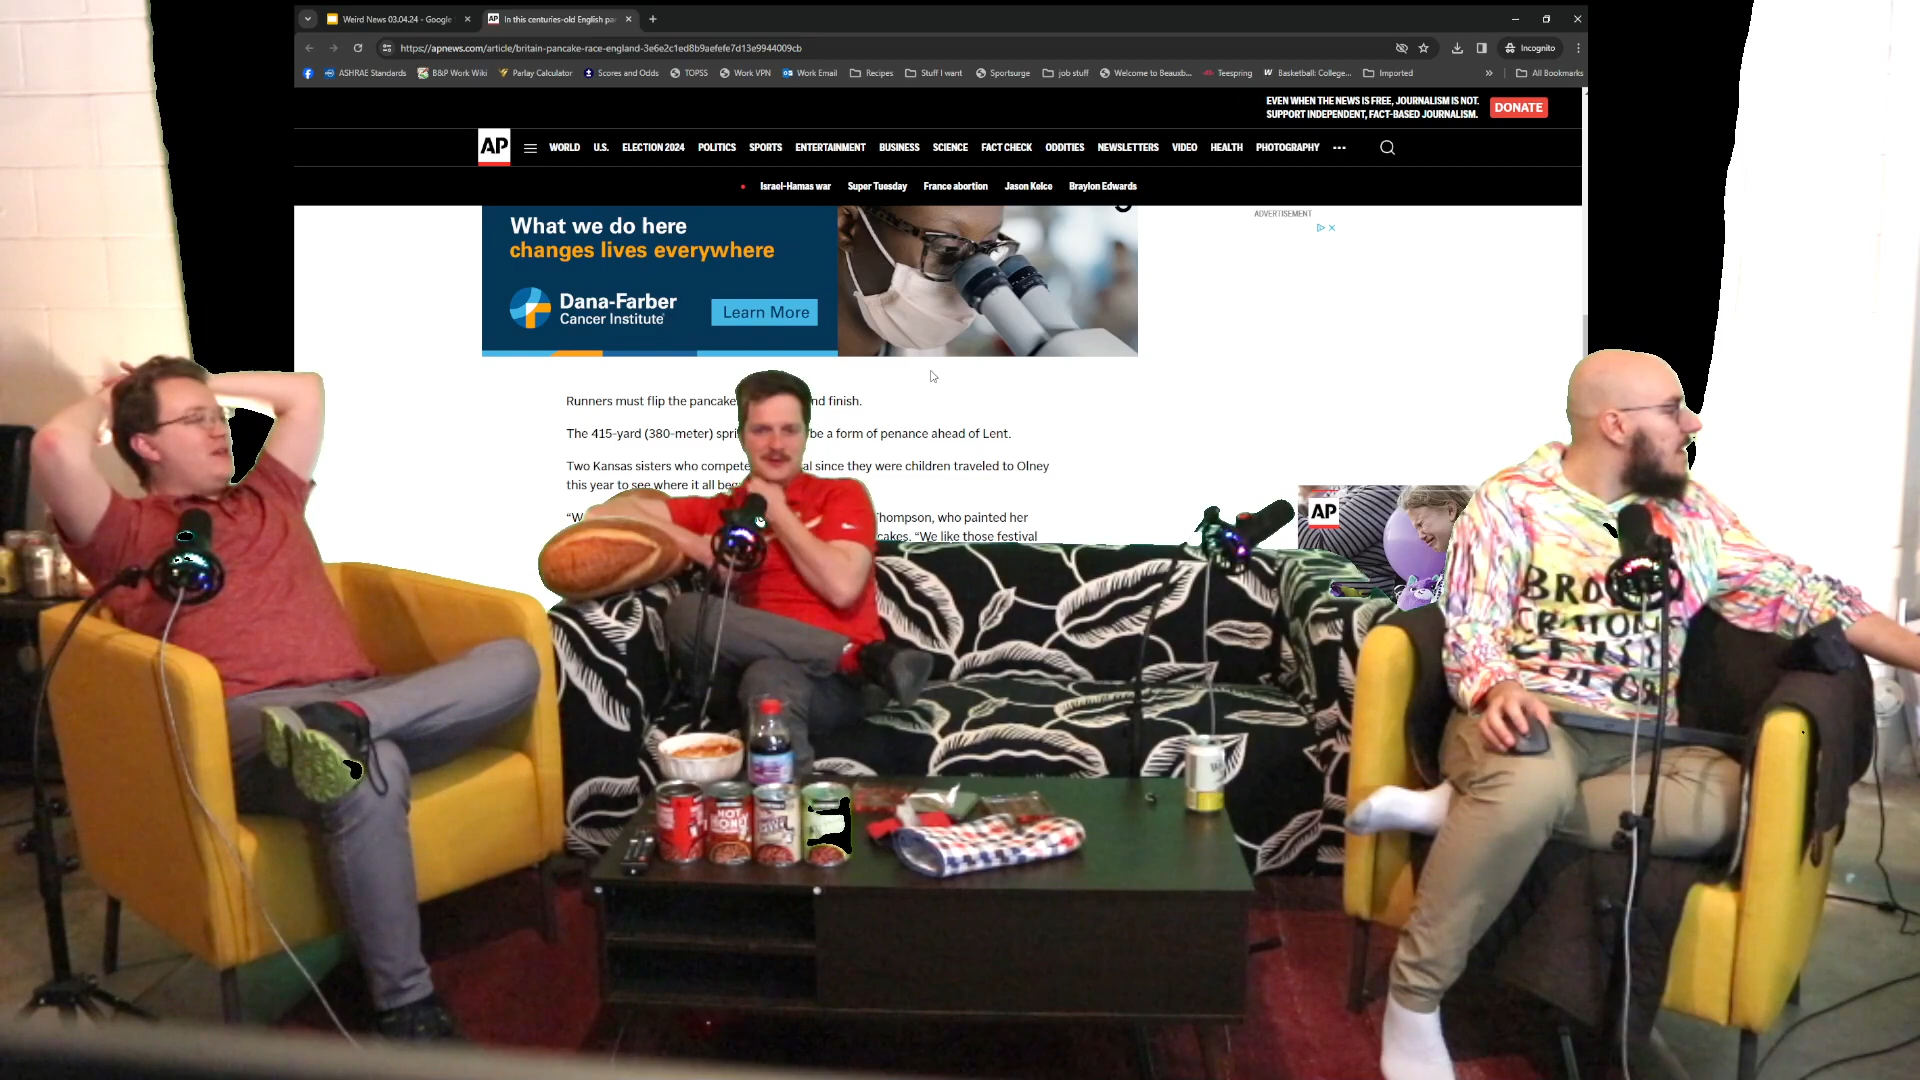 Weird News 03.04.24 - Google
In this centuries-old English pa
https://apnews.com/article/britain-pancake-race-england-3e6e2c1ed8b9aefefe7d13e9944009cb
Incognito
ASHRAE Standards B&P Work Wiki Parlay Calculator Scores and Odds TOPSS Work VPN Work Email Recipes Stuff I want Sportsurge job stuff Welcome to Beauxb... Teespring Basketball: College... Imported » All Bookmarks
EVEN WHEN THE NEWS IS FREE, JOURNALISM IS NOT.
SUPPORT INDEPENDENT, FACT-BASED JOURNALISM.
DONATE
AP WORLD U.S. ELECTION 2024 POLITICS SPORTS ENTERTAINMENT BUSINESS SCIENCE FACT CHECK ODDITIES NEWSLETTERS VIDEO HEALTH PHOTOGRAPHY
Israel-Hamas war Super Tuesday France abortion Jason Kelce Braylon Edwards
ADVERTISEMENT
What we do here
changes lives everywhere
Dana-Farber
Cancer Institute
Learn More
Runners must flip the pancake nd finish.
The 415-yard (380-meter) spri be a form of penance ahead of Lent.
Two Kansas sisters who compete al since they were children traveled to Olney
this year to see where it all beg
“W Thompson, who painted her
cakes. “We like those festival
AP
HOT